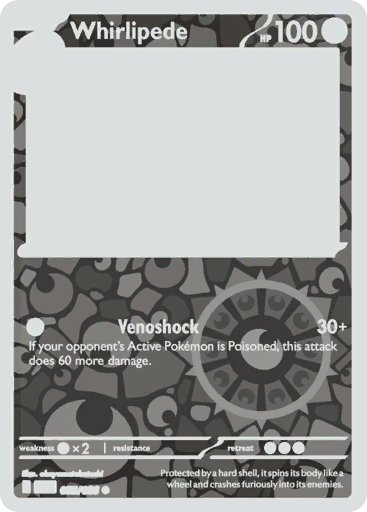 Whirlipede
HP 100
Venoshock 30+
If your opponent's Active Pokémon is Poisoned, this attack
does 60 more damage.
weakness ×2 resistance retreat
Protected by a hard shell, it spins its body like a
wheel and crashes furiously into its enemies.